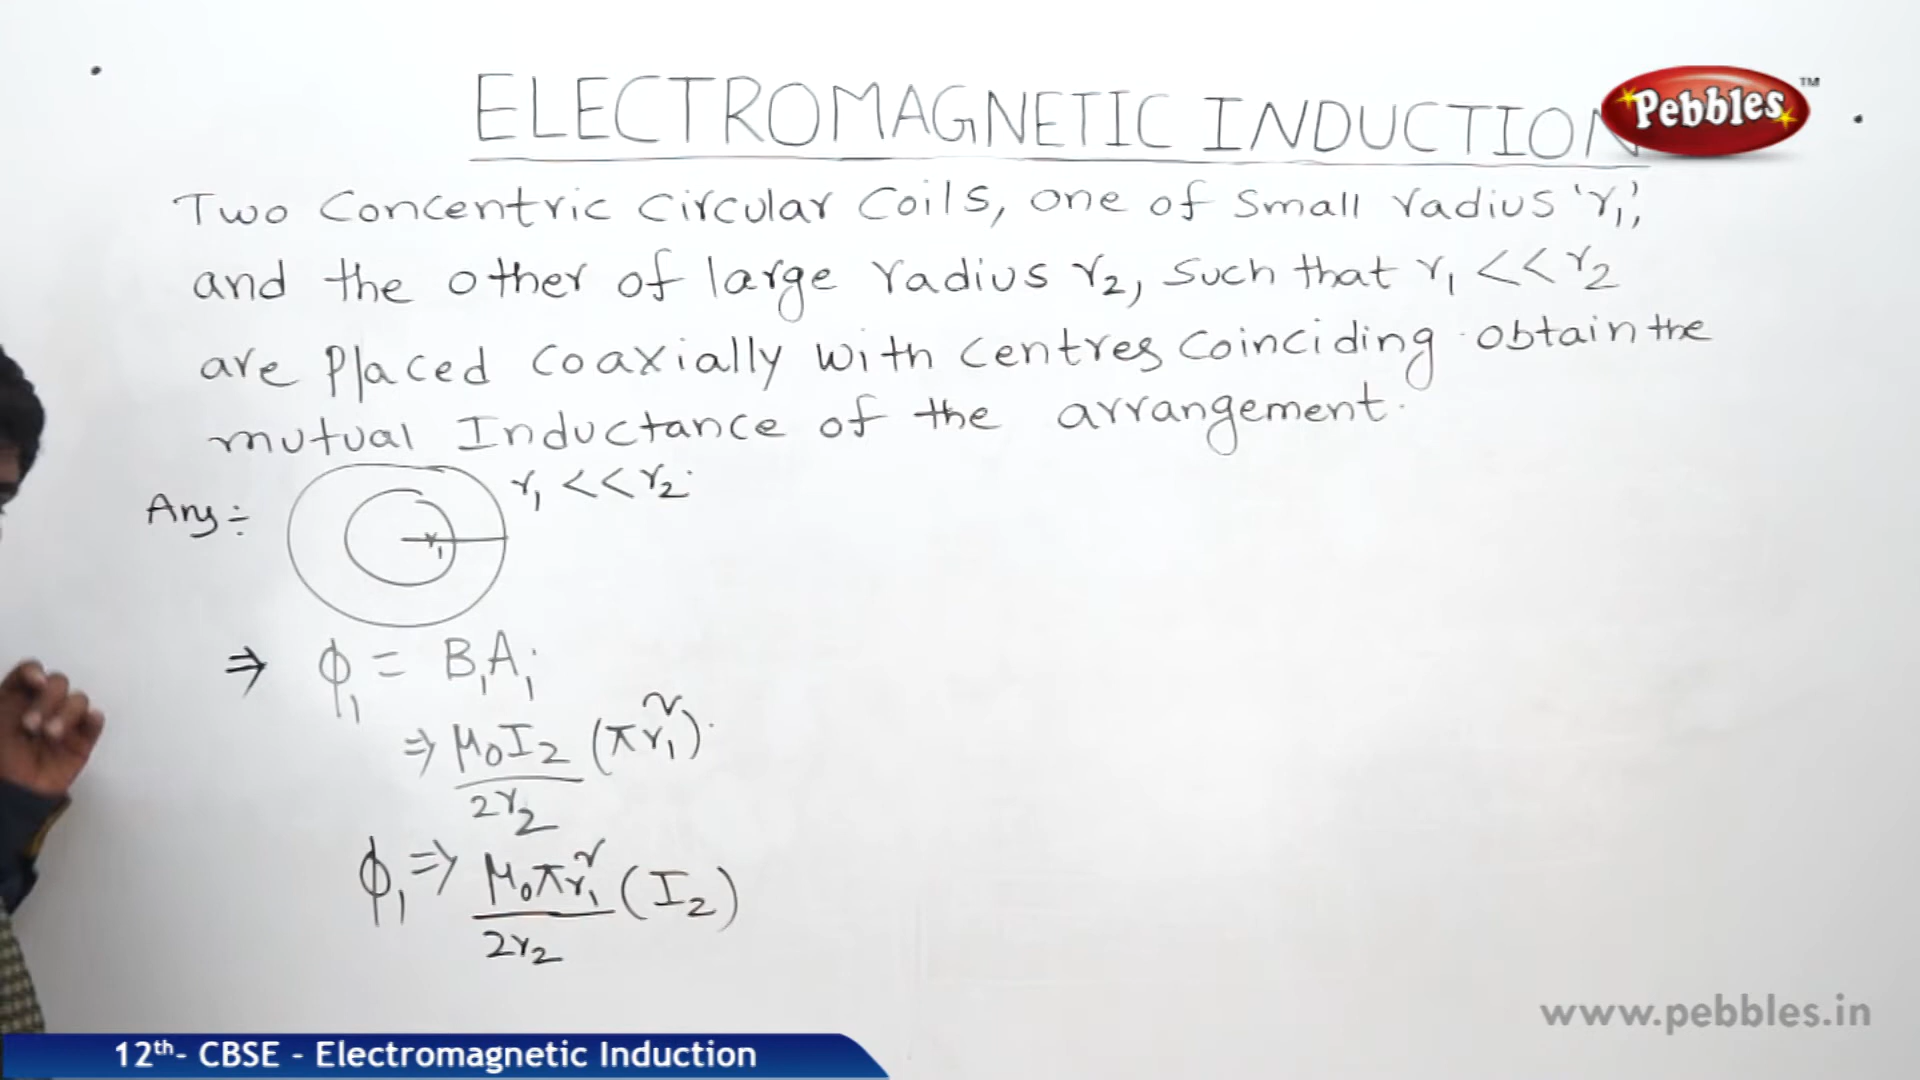 ELECTROMAGNETIC INDUCTION
Pebbles™
Two Concentric Circular Coils, one of small radius 'r₁',
and the other of large radius r₂, such that r₁ << r₂
are Placed coaxially with centres coinciding. obtain the
mutual Inductance of the arrangement.
Ans:-
r₁ << r₂.
r₁
⇒ ϕ₁ = B₁A₁
⇒ μ₀I₂/2r₂ (πr₁²).
ϕ₁ ⇒ μ₀πr₁²/2r₂ (I₂)
www.pebbles.in
12th- CBSE - Electromagnetic Induction